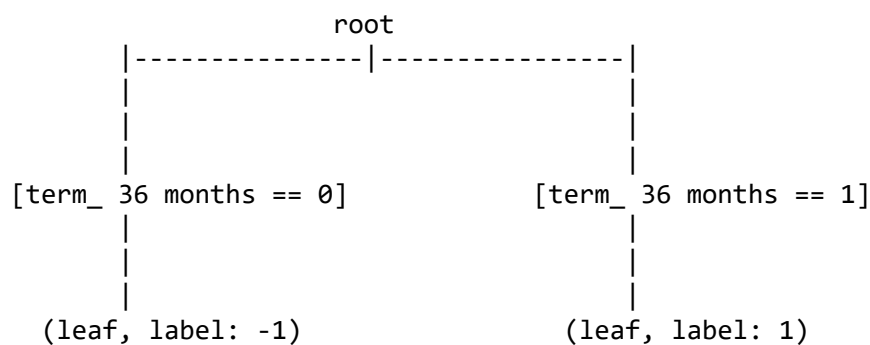 root
|---------------|----------------|
| |
| |
| |
| |
[term_ 36 months == 0] [term_ 36 months == 1]
| |
| |
| |
(leaf, label: -1) (leaf, label: 1)